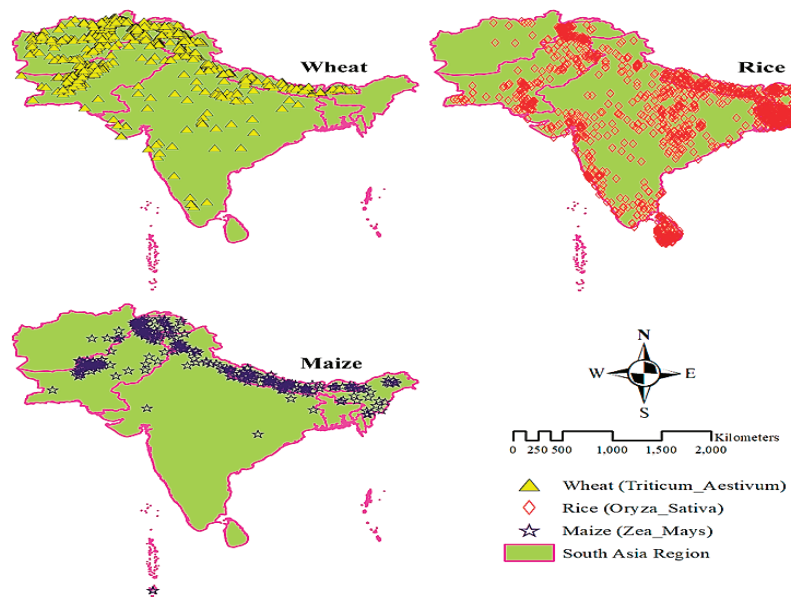 Wheat
Rice
Maize
N
W E
S
Kilometers
0 250 500 1,000 1,500 2,000
Wheat (Triticum_Aestivum)
Rice (Oryza_Sativa)
Maize (Zea_Mays)
South Asia Region